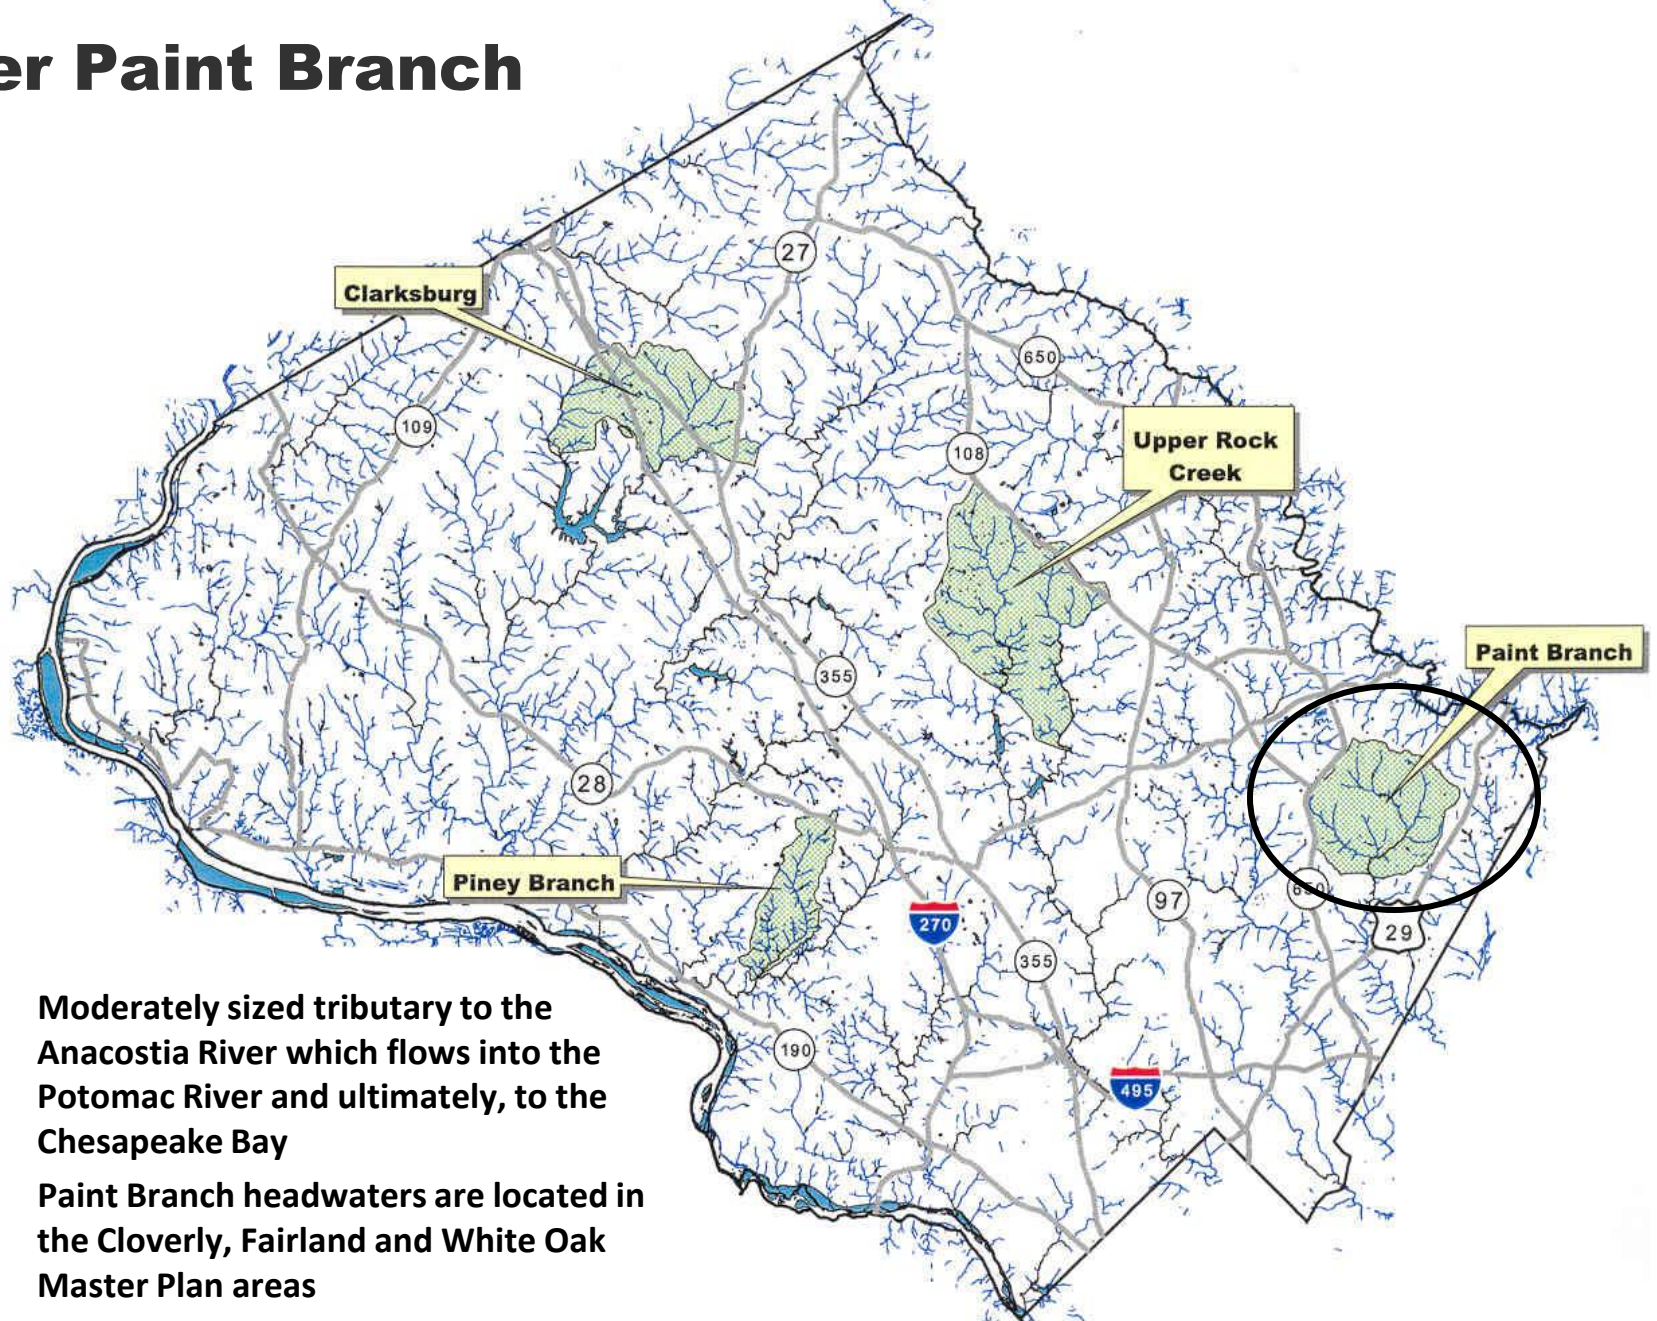 er Paint Branch
27
Clarksburg
650
109
Upper Rock
Creek
108
Paint Branch
355
28
Piney Branch
650
97
270
29
355
Moderately sized tributary to the
Anacostia River which flows into the
Potomac River and ultimately, to the
Chesapeake Bay
190
495
Paint Branch headwaters are located in
the Cloverly, Fairland and White Oak
Master Plan areas